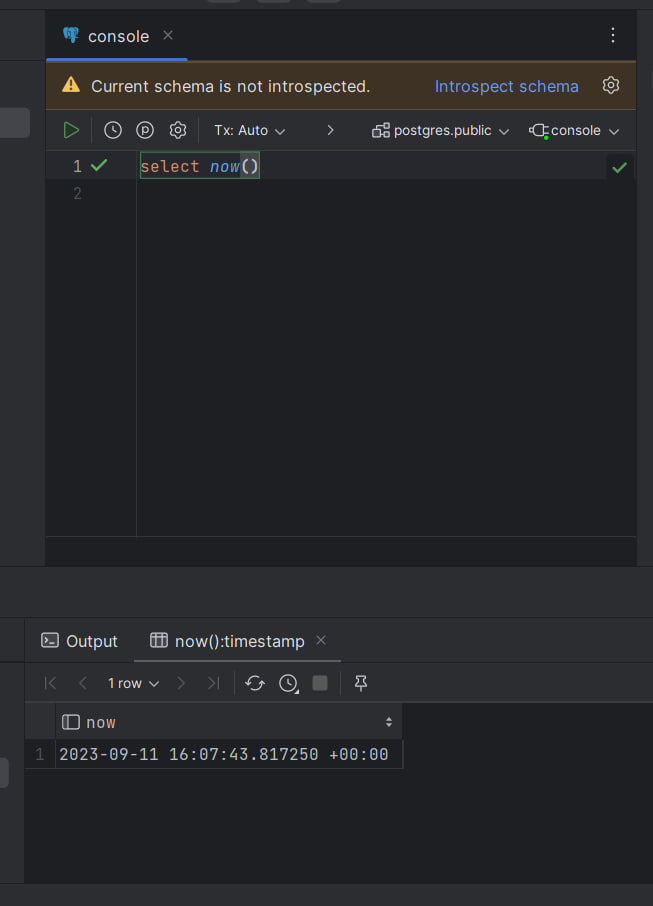 console
Current schema is not introspected. Introspect schema
Tx: Auto postgres.public console
1 select now()
2
Output now():timestamp
1 row
now
1 2023-09-11 16:07:43.817250 +00:00